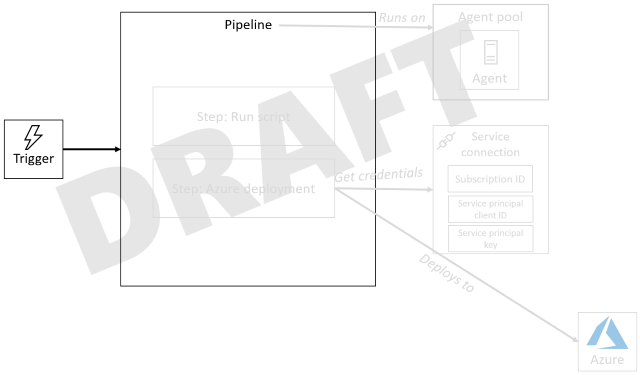 Pipeline
Runs on
Agent pool
Agent
Trigger
Step: Run script
Step: Azure deployment
Get credentials
Service
connection
Subscription ID
Service principal
client ID
Service principal
key
Deploys to
Azure
DRAFT